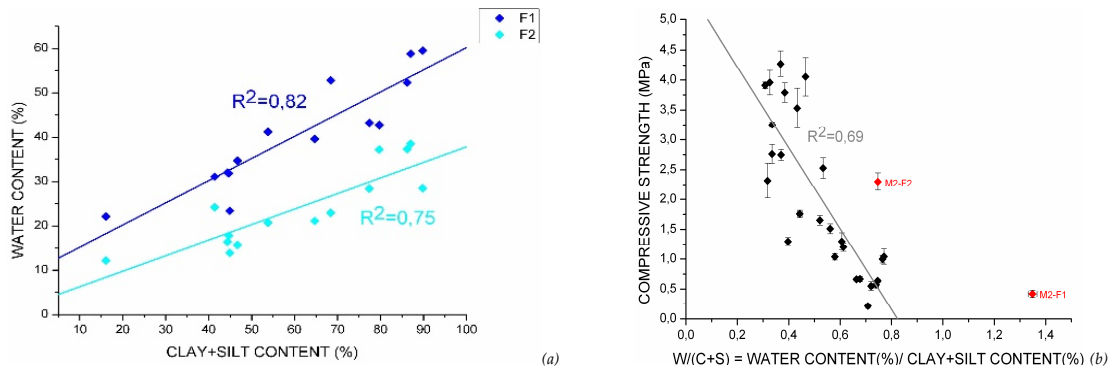 F1
F2
60
50
40
30
20
10
0
WATER CONTENT (%)
R2=0,82
R2=0,75
10 20 30 40 50 60 70 80 90 100
CLAY+SILT CONTENT (%)
(a)
5,0
4,5
4,0
3,5
3,0
2,5
2,0
1,5
1,0
0,5
0,0
COMPRESSIVE STRENGTH (MPa)
R2=0,69
M2-F2
M2-F1
0,0 0,2 0,4 0,6 0,8 1,0 1,2 1,4
W/(C+S) = WATER CONTENT(%)/ CLAY+SILT CONTENT(%)
(b)